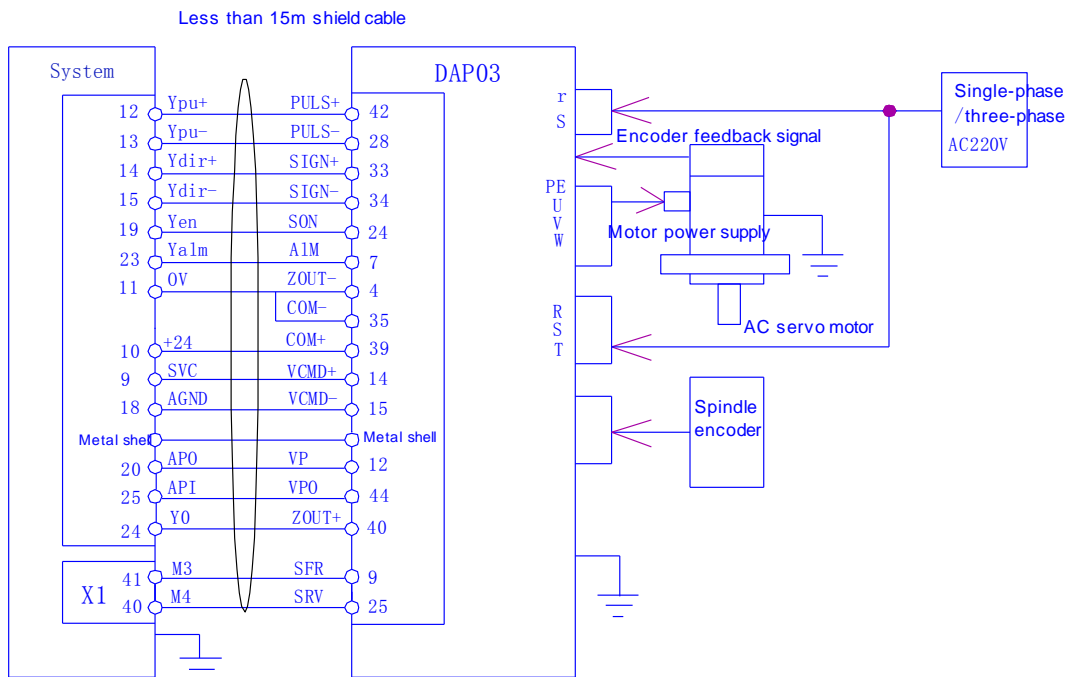 Less than 15m shield cable
System
DAP03
12 Ypu+ PULS+ 42
13 Ypu- PULS- 28
14 Ydir+ SIGN+ 33
15 Ydir- SIGN- 34
19 Yen SON 24
23 Yalm AlM 7
11 0V ZOUT- 4
COM- 35
10 +24 COM+ 39
9 SVC VCMD+ 14
18 AGND VCMD- 15
Metal shell Metal shell
20 APO VP 12
25 API VPO 44
24 Y0 ZOUT+ 40
X1
41 M3 SFR 9
40 M4 SRV 25
r
S
Encoder feedback signal
PE
U
V
W
Motor power supply
R
S
T
AC servo motor
Spindle
encoder
Single-phase
/three-phase
AC220V